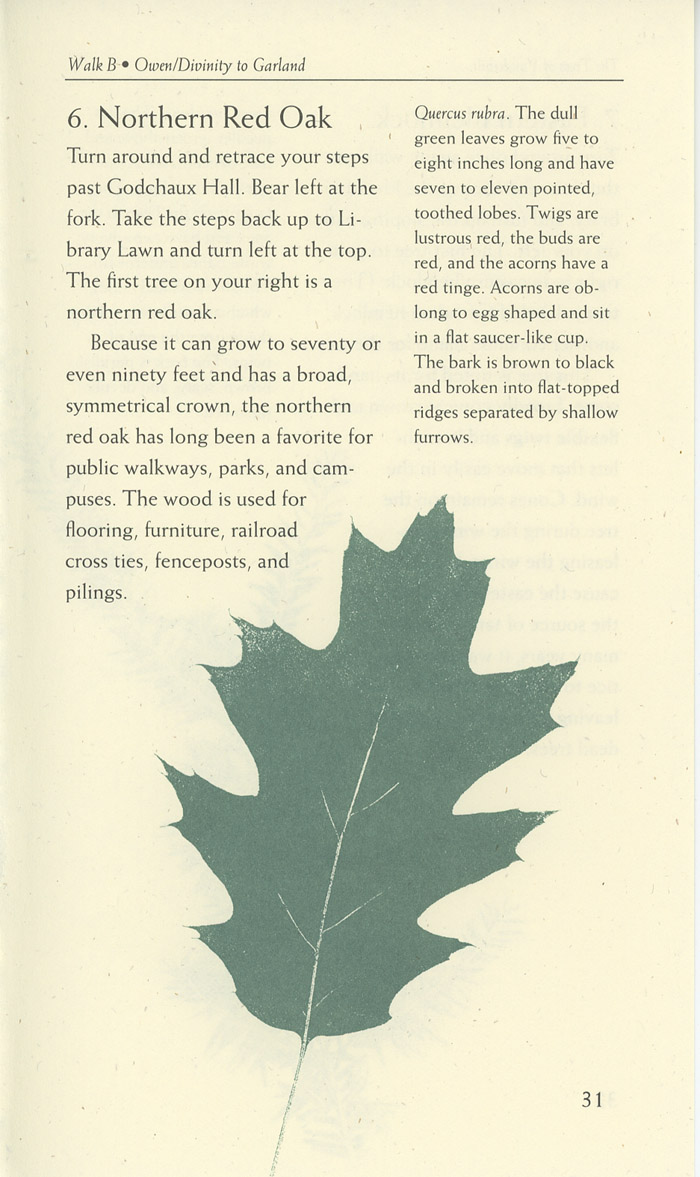 Walk B • Owen/Divinity to Garland
6. Northern Red Oak
Turn around and retrace your steps
past Godchaux Hall. Bear left at the
fork. Take the steps back up to Li-
brary Lawn and turn left at the top.
The first tree on your right is a
northern red oak.
Because it can grow to seventy or
even ninety feet and has a broad,
symmetrical crown, the northern
red oak has long been a favorite for
public walkways, parks, and cam-
puses. The wood is used for
flooring, furniture, railroad
cross ties, fenceposts, and
pilings.
Quercus rubra. The dull
green leaves grow five to
eight inches long and have
seven to eleven pointed,
toothed lobes. Twigs are
lustrous red, the buds are
red, and the acorns have a
red tinge. Acorns are ob-
long to egg shaped and sit
in a flat saucer-like cup.
The bark is brown to black
and broken into flat-topped
ridges separated by shallow
furrows.
31